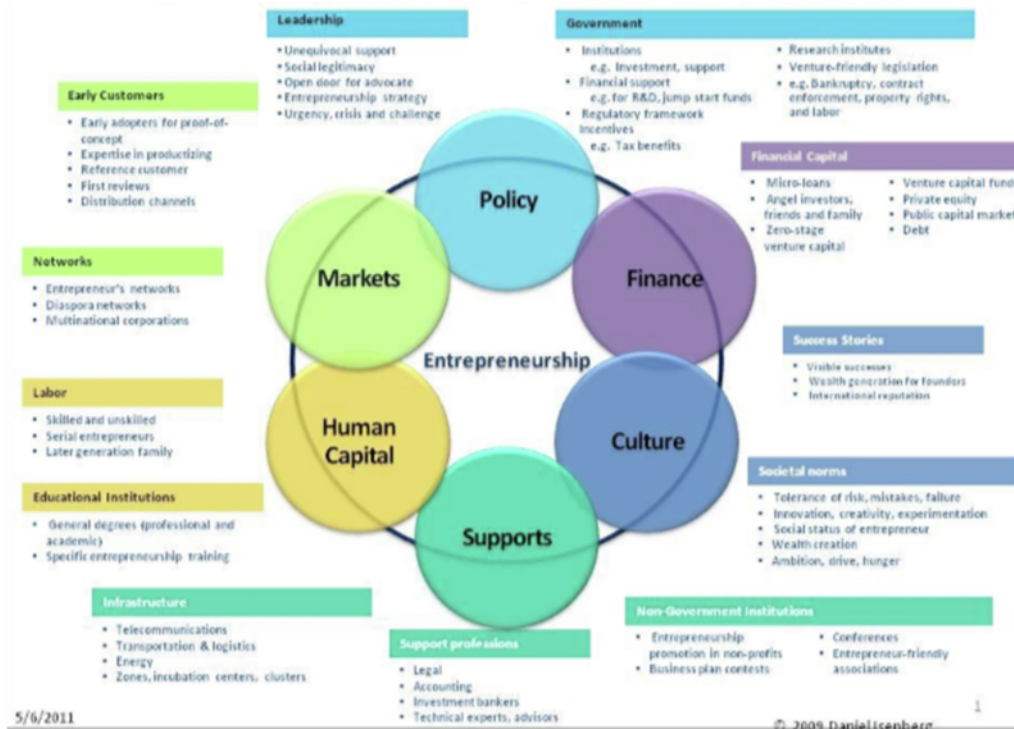 Leadership
• Unequivocal support
• Social legitimacy
• Open door for advocate
• Entrepreneurship strategy
• Urgency, crisis and challenge
Government
• Institutions
e.g. Investment, support
• Financial support
e.g. for R&D, jump start funds
• Regulatory framework
Incentives
e.g. Tax benefits
• Research institutes
• Venture-friendly legislation
• e.g. Bankruptcy, contract
enforcement, property rights,
and labor
Early Customers
• Early adopters for proof-of-
concept
• Expertise in productizing
• Reference customer
• First reviews
• Distribution channels
Financial Capital
• Micro-loans
• Angel investors,
friends and family
• Zero-stage
venture capital
• Venture capital fund
• Private equity
• Public capital market
• Debt
Networks
• Entrepreneur's networks
• Diaspora networks
• Multinational corporations
Policy
Markets
Finance
Entrepreneurship
Human
Capital
Culture
Supports
Success Stories
• Visible successes
• Wealth generation for founders
• International reputation
Labor
• Skilled and unskilled
• Serial entrepreneurs
• Later generation family
Societal norms
• Tolerance of risk, mistakes, failure
• Innovation, creativity, experimentation
• Social status of entrepreneur
• Wealth creation
• Ambition, drive, hunger
Educational Institutions
• General degrees (professional and
academic)
• Specific entrepreneurship training
Infrastructure
• Telecommunications
• Transportation & logistics
• Energy
• Zones, incubation centers, clusters
Support professions
• Legal
• Accounting
• Investment bankers
• Technical experts, advisors
Non-Government Institutions
• Entrepreneurship
promotion in non-profits
• Business plan contests
• Conferences
• Entrepreneur-friendly
associations
1
5/6/2011
© 2009 Daniel Isenberg